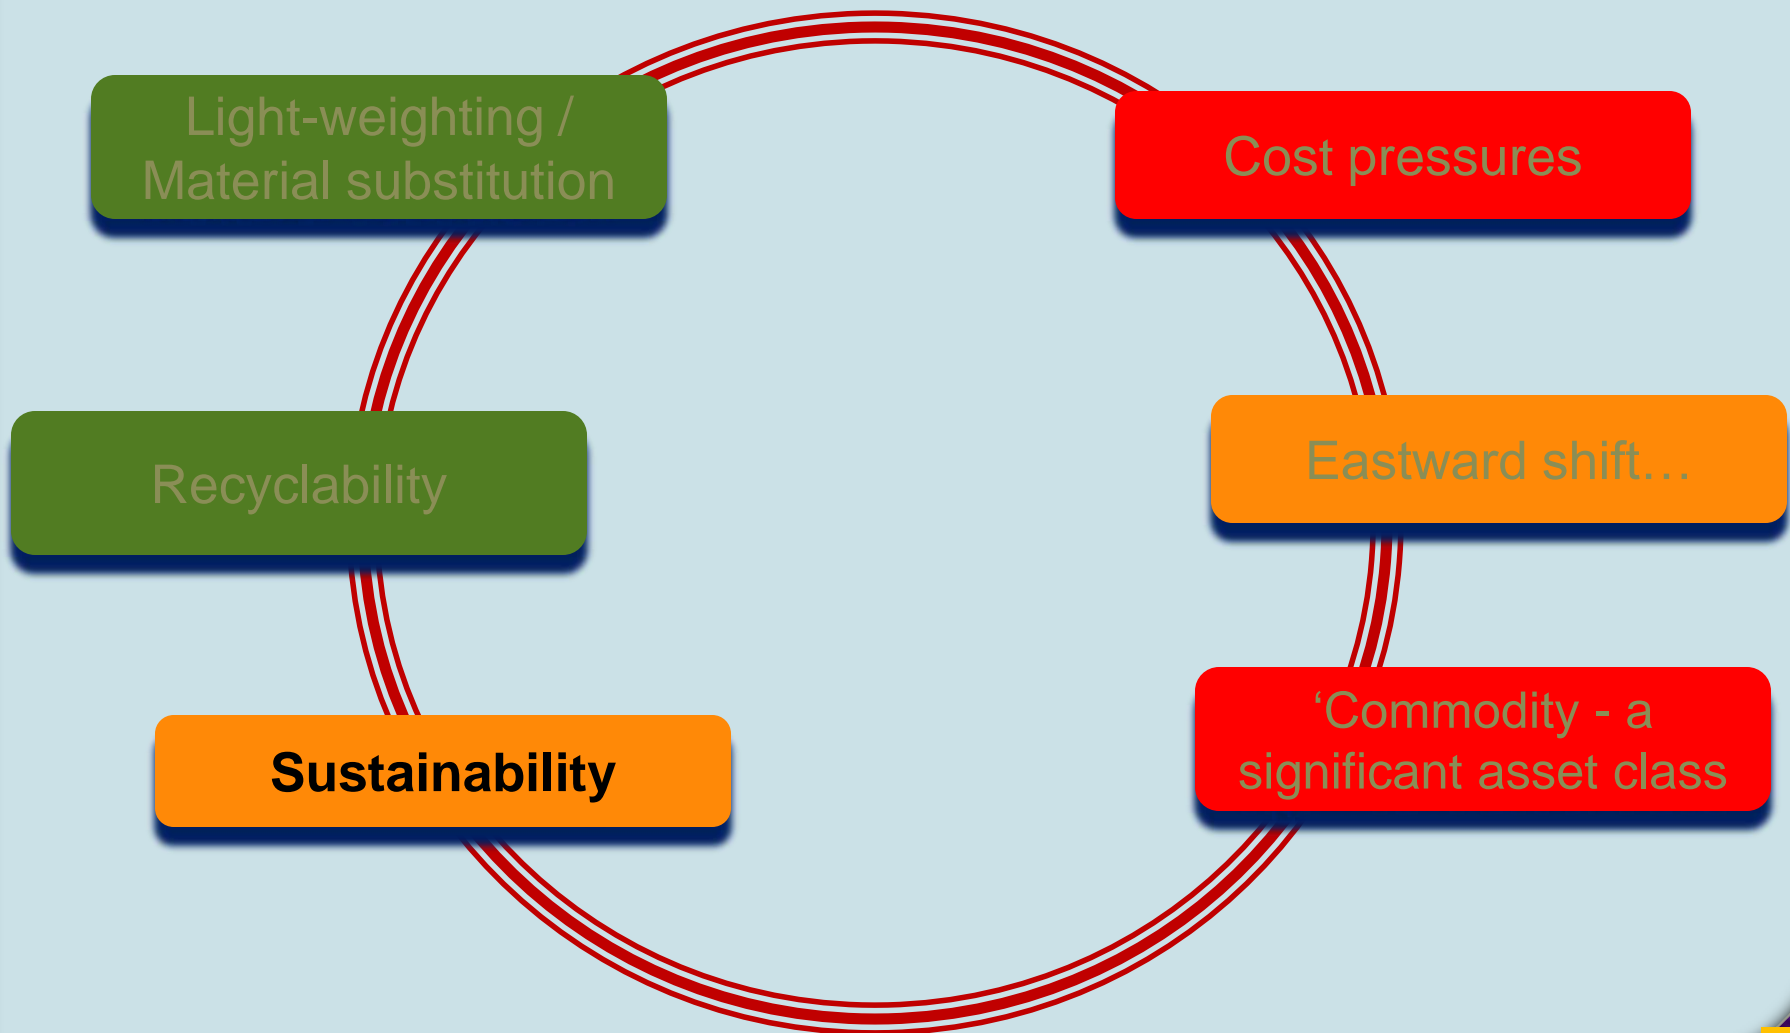 Light-weighting /
Material substitution
Cost pressures
Recyclability
Eastward shift…
Sustainability
‘Commodity - a
significant asset class